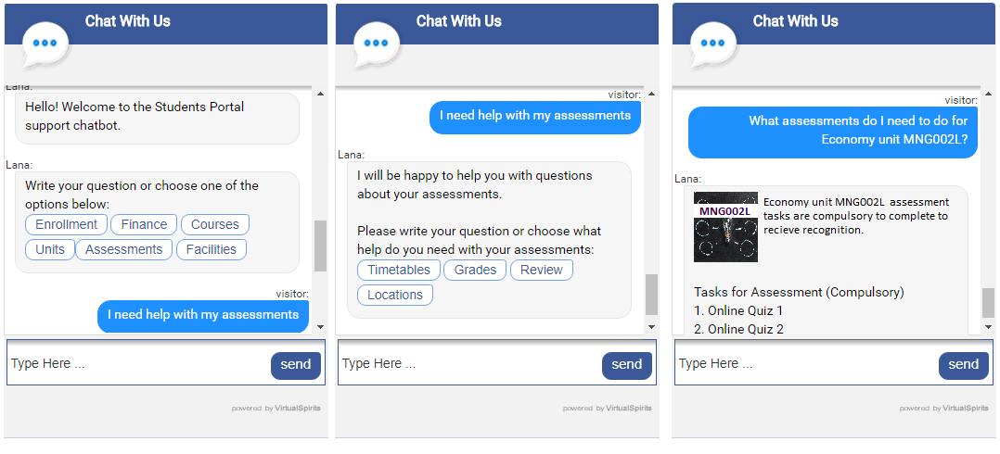 Chat With Us
Lana:
Hello! Welcome to the Students Portal
support chatbot.
Lana:
Write your question or choose one of the
options below:
Enrollment Finance Courses
Units Assessments Facilities
visitor:
I need help with my assessments
Type Here ... send
powered by VirtualSpirits
Chat With Us
visitor:
I need help with my assessments
Lana:
I will be happy to help you with questions
about your assessments.
Please write your question or choose what
help do you need with your assessments:
Timetables Grades Review
Locations
Type Here ... send
powered by VirtualSpirits
Chat With Us
visitor:
What assessments do I need to do for
Economy unit MNG002L?
Lana:
MNG002L
Economy unit MNG002L assessment
tasks are compulsory to complete to
recieve recognition.
Tasks for Assessment (Compulsory)
1. Online Quiz 1
2. Online Quiz 2
Type Here ... send
powered by VirtualSpirits